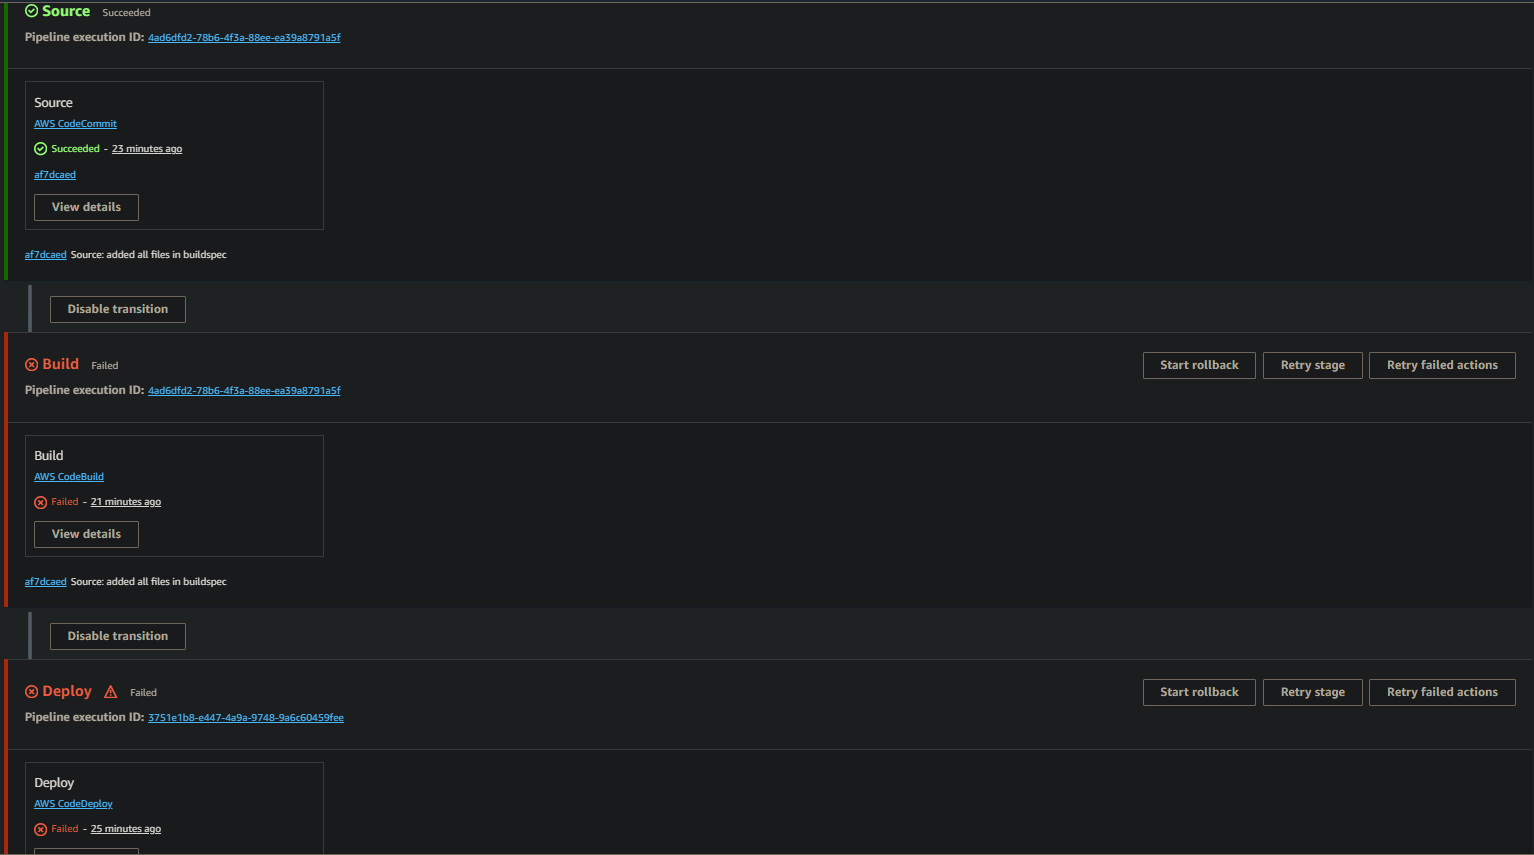 Source Succeeded
Pipeline execution ID: 4ad6dfd2-78b6-4f3a-88ee-ea39a8791a5f
Source
AWS CodeCommit
Succeeded - 23 minutes ago
af7dcaed
View details
af7dcaed Source: added all files in buildspec
Disable transition
Build Failed
Start rollback Retry stage Retry failed actions
Pipeline execution ID: 4ad6dfd2-78b6-4f3a-88ee-ea39a8791a5f
Build
AWS CodeBuild
Failed - 21 minutes ago
View details
af7dcaed Source: added all files in buildspec
Disable transition
Deploy Failed
Start rollback Retry stage Retry failed actions
Pipeline execution ID: 3751e1b8-e447-4a9a-9748-9a6c60459fee
Deploy
AWS CodeDeploy
Failed - 25 minutes ago